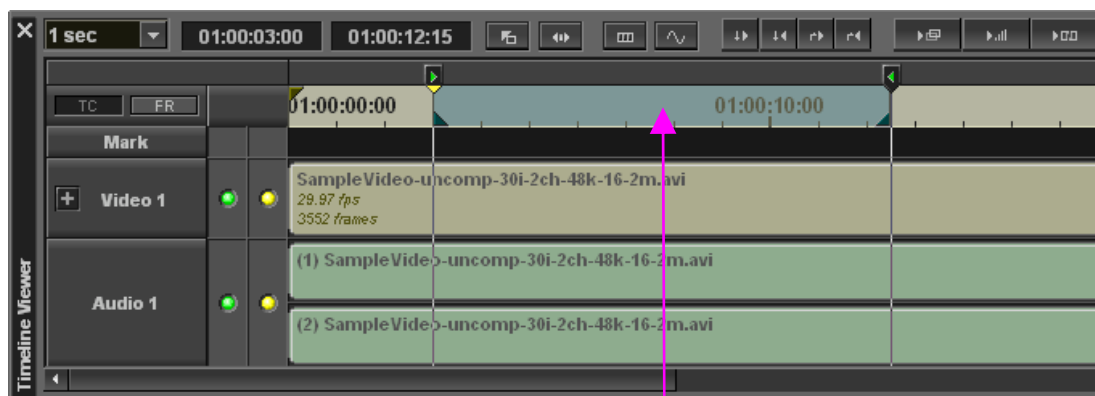 1 sec 01:00:03:00 01:00:12:15
TC FR 01:00:00:00 01:00:10:00
Mark
Video 1
SampleVideo-uncomp-30i-2ch-48k-16-2m.avi
29.97 fps
3552 frames
Audio 1
(1) SampleVideo-uncomp-30i-2ch-48k-16-2m.avi
(2) SampleVideo-uncomp-30i-2ch-48k-16-2m.avi
Timeline Viewer